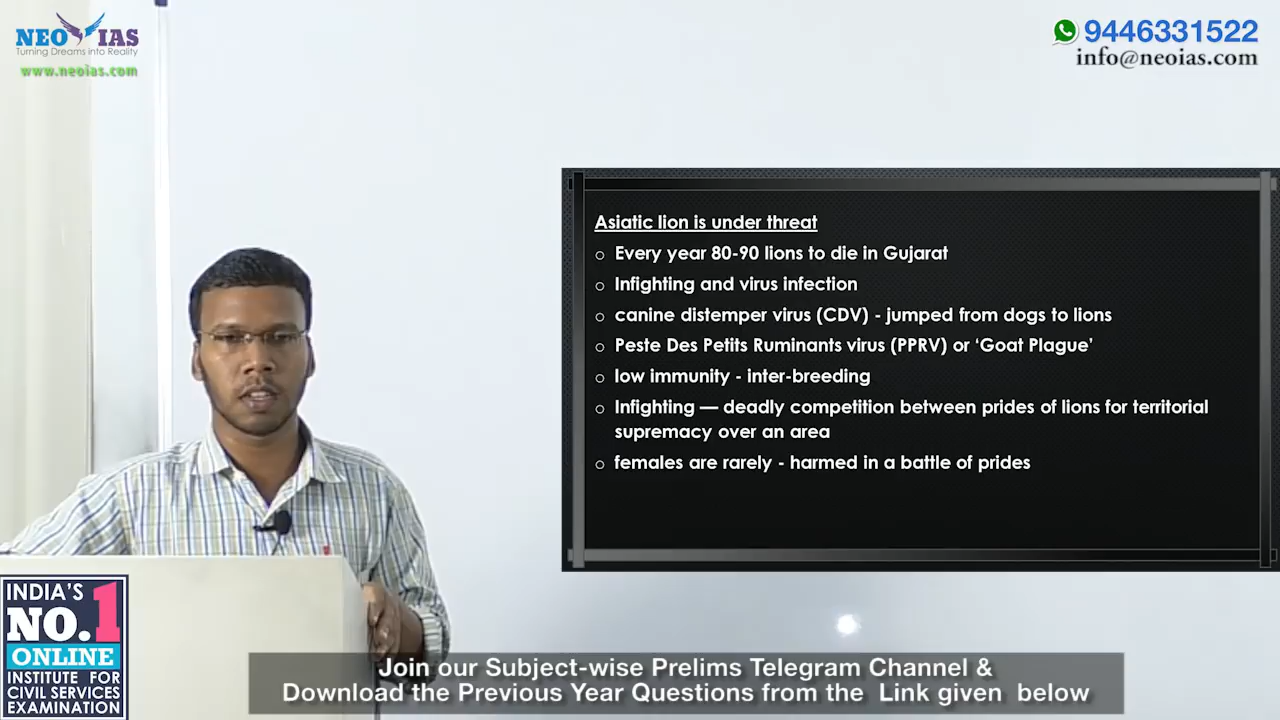 NEO IAS
Turning Dreams into Reality
www.neoias.com
9446331522
info@neoias.com
Asiatic lion is under threat
Every year 80-90 lions to die in Gujarat
Infighting and virus infection
canine distemper virus (CDV) - jumped from dogs to lions
Peste Des Petits Ruminants virus (PPRV) or ‘Goat Plague’
low immunity - inter-breeding
Infighting — deadly competition between prides of lions for territorial
supremacy over an area
females are rarely - harmed in a battle of prides
INDIA'S
NO.1
ONLINE
INSTITUTE FOR
CIVIL SERVICES
EXAMINATION
Join our Subject-wise Prelims Telegram Channel &
Download the Previous Year Questions from the Link given below